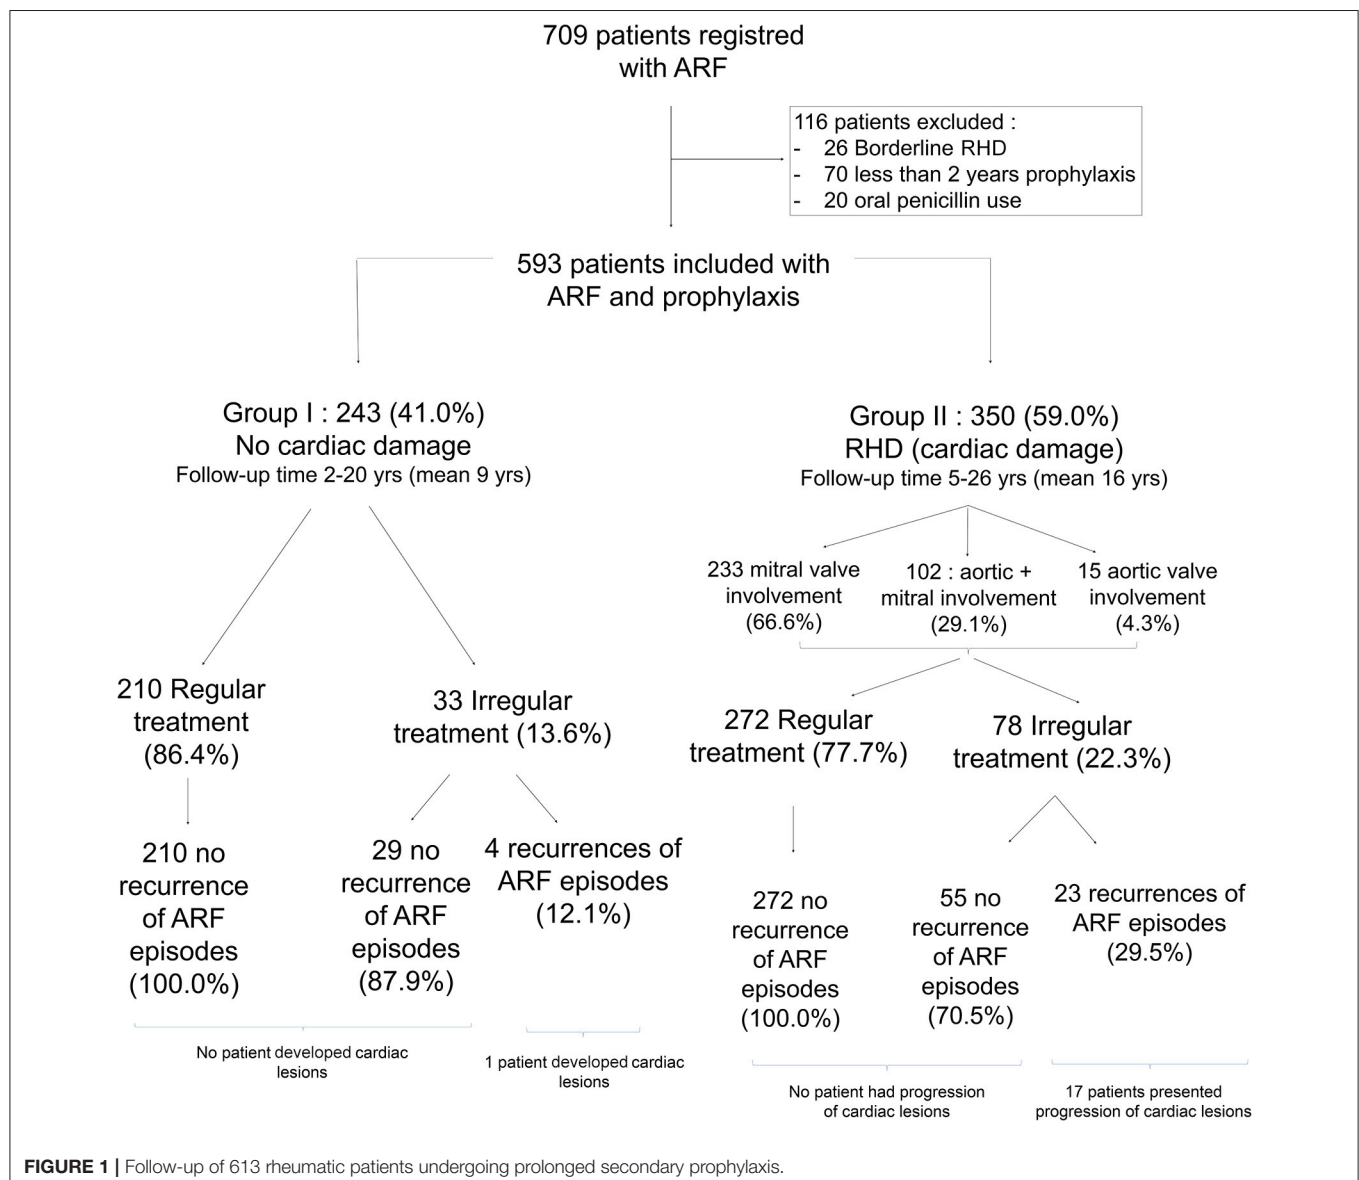 709 patients registred
with ARF
116 patients excluded :
- 26 Borderline RHD
- 70 less than 2 years prophylaxis
- 20 oral penicillin use
593 patients included with
ARF and prophylaxis
Group I : 243 (41.0%)
No cardiac damage
Follow-up time 2-20 yrs (mean 9 yrs)
Group II : 350 (59.0%)
RHD (cardiac damage)
Follow-up time 5-26 yrs (mean 16 yrs)
233 mitral valve
involvement
(66.6%)
102 : aortic +
mitral involvement
(29.1%)
15 aortic valve
involvement
(4.3%)
210 Regular
treatment
(86.4%)
33 Irregular
treatment (13.6%)
272 Regular
treatment (77.7%)
78 Irregular
treatment (22.3%)
210 no
recurrence
of ARF
episodes
(100.0%)
29 no
recurrence
of ARF
episodes
(87.9%)
4 recurrences of
ARF episodes
(12.1%)
272 no
recurrence
of ARF
episodes
(100.0%)
55 no
recurrence
of ARF
episodes
(70.5%)
23 recurrences of
ARF episodes
(29.5%)
No patient developed cardiac
lesions
1 patient developed cardiac
lesions
No patient had progression
of cardiac lesions
17 patients presented
progression of cardiac lesions
FIGURE 1 | Follow-up of 613 rheumatic patients undergoing prolonged secondary prophylaxis.